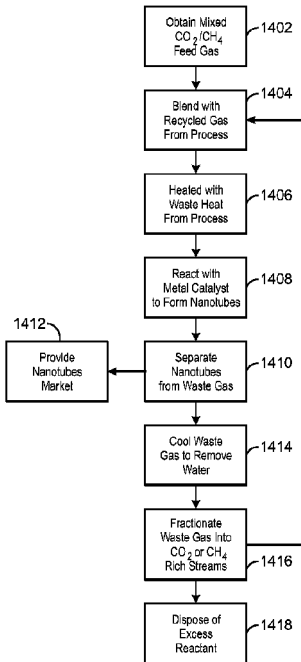 Obtain Mixed
CO2/CH4
Feed Gas
1402
Blend with
Recycled Gas
From Process
1404
Heated with
Waste Heat
From Process
1406
React with
Metal Catalyst
to Form Nanotubes
1408
1412
Provide
Nanotubes
Market
Separate
Nanotubes
from Waste Gas
1410
Cool Waste
Gas to Remove
Water
1414
Fractionate
Waste Gas Into
CO2 or CH4
Rich Streams
1416
Dispose of
Excess
Reactant
1418